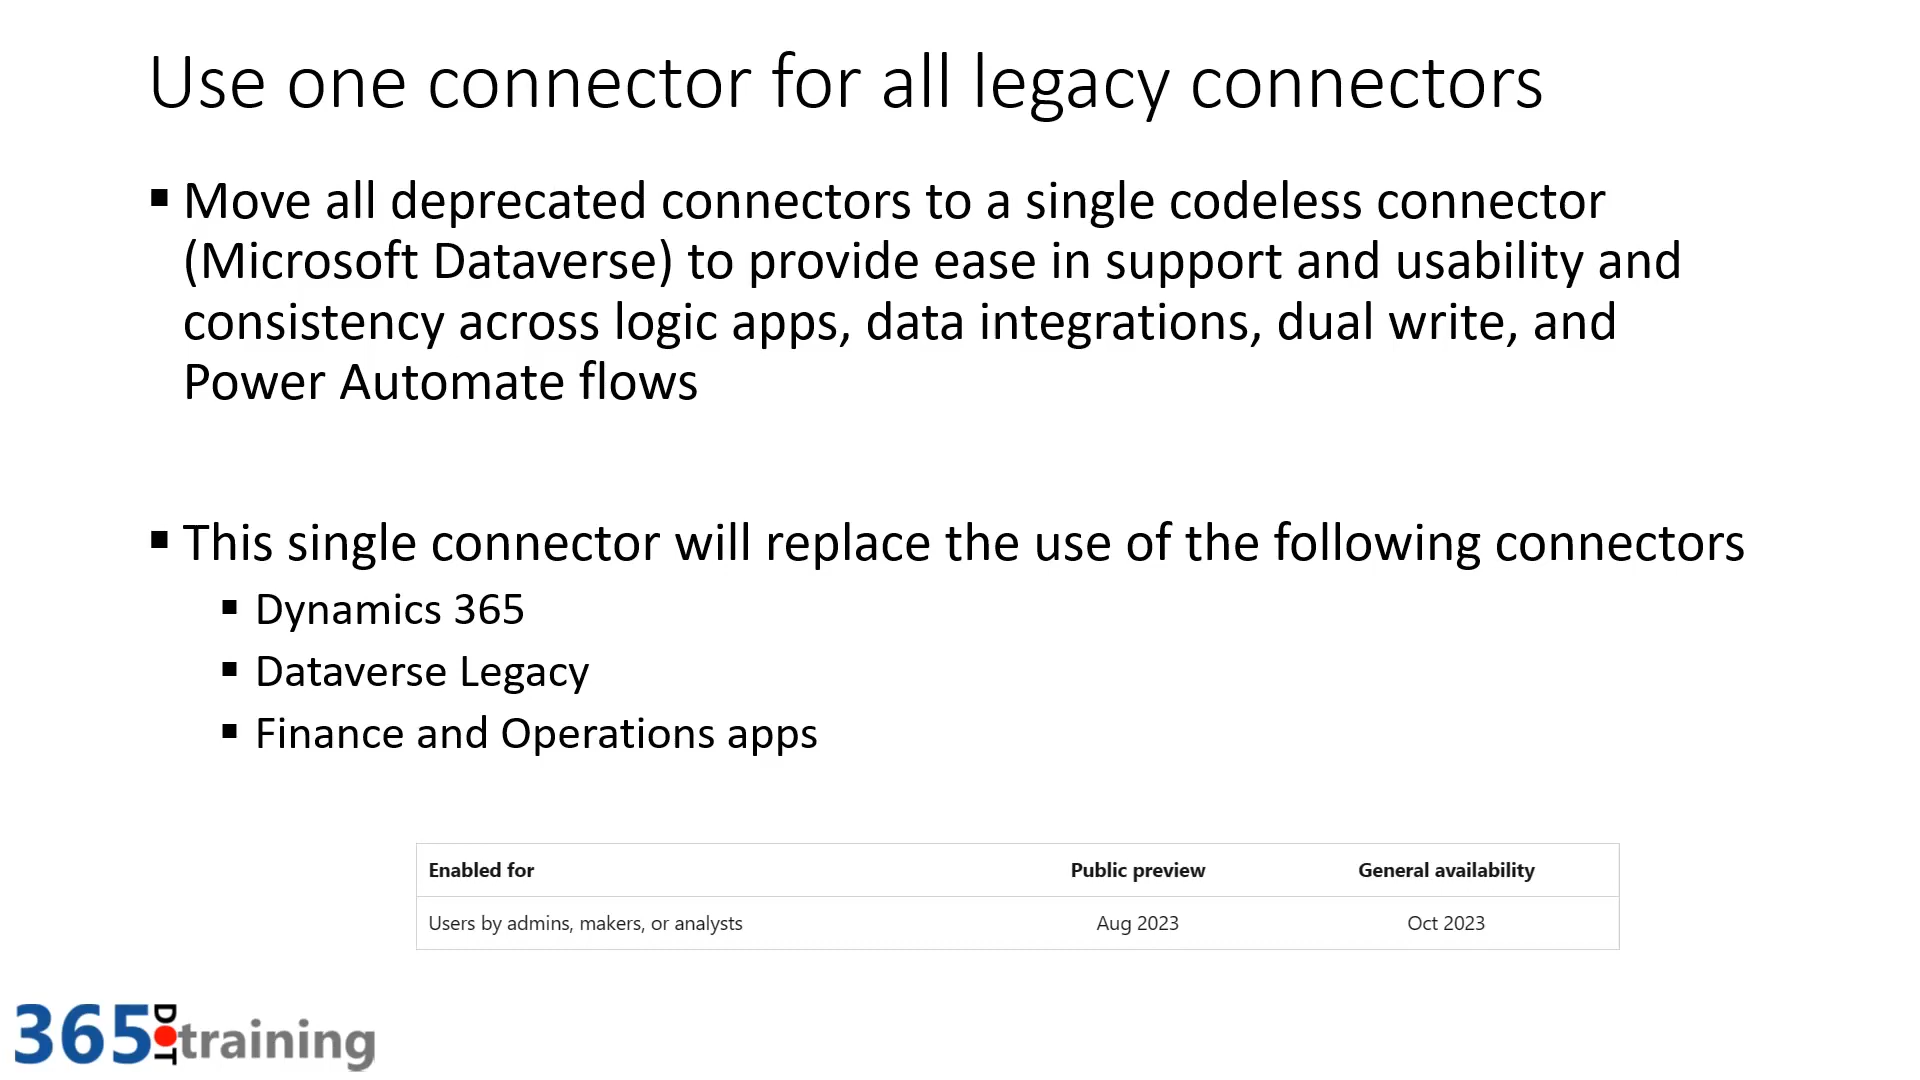 Use one connector for all legacy connectors
▪ Move all deprecated connectors to a single codeless connector
(Microsoft Dataverse) to provide ease in support and usability and
consistency across logic apps, data integrations, dual write, and
Power Automate flows
▪ This single connector will replace the use of the following connectors
▪ Dynamics 365
▪ Dataverse Legacy
▪ Finance and Operations apps
Enabled for Public preview General availability
Users by admins, makers, or analysts Aug 2023 Oct 2023
365 DOT training